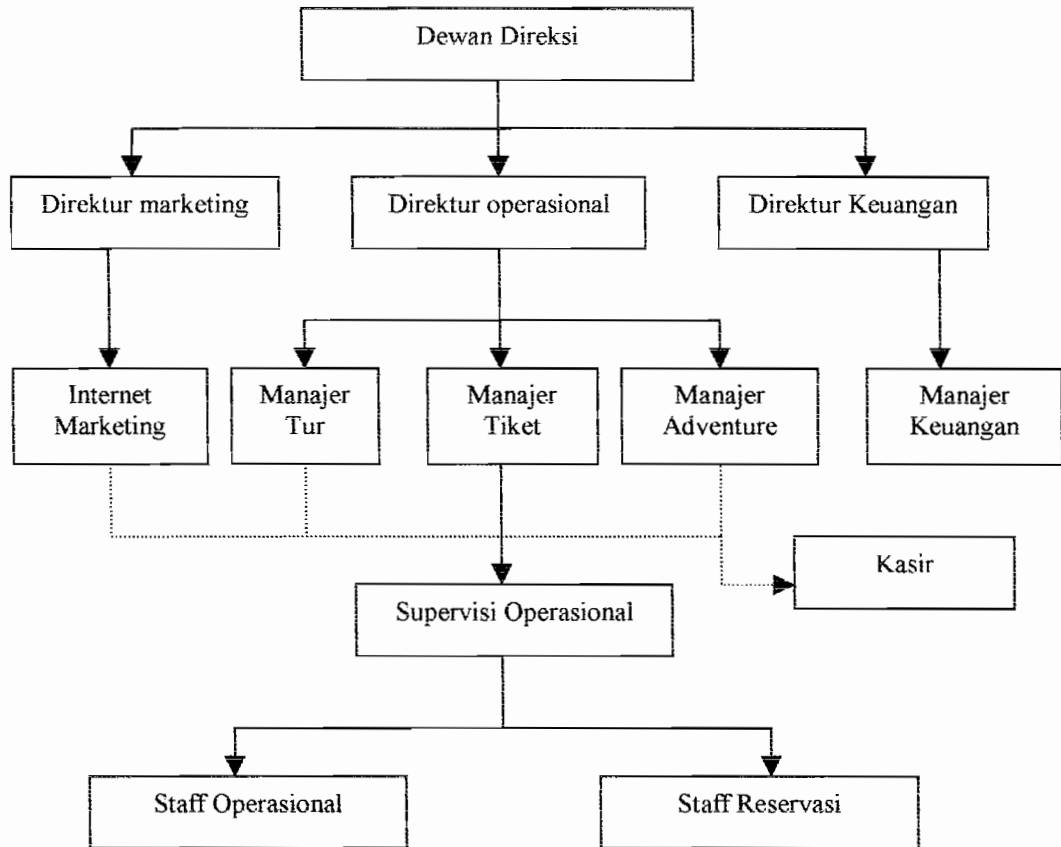 Dewan Direksi
Direktur marketing
Direktur operasional
Direktur Keuangan
Internet
Marketing
Manajer
Tur
Manajer
Tiket
Manajer
Adventure
Manajer
Keuangan
Kasir
Supervisi Operasional
Staff Operasional
Staff Reservasi